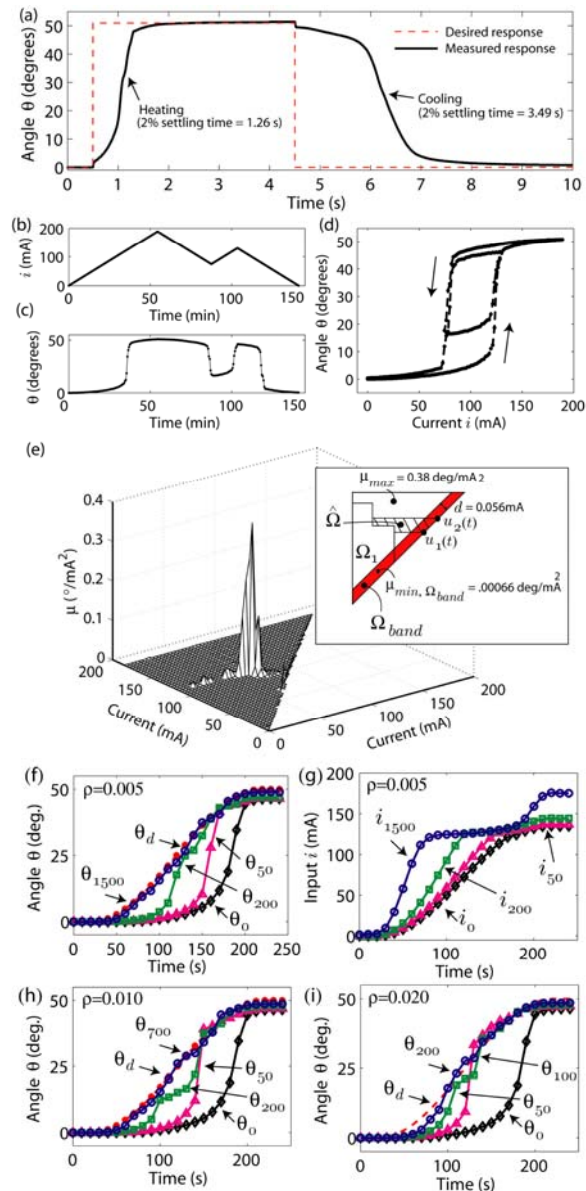 (a)
Angle θ (degrees)
60
50
40
30
20
10
0
Desired response
Measured response
Heating
(2% settling time = 1.26 s)
Cooling
(2% settling time = 3.49 s)
0 1 2 3 4 5 6 7 8 9 10
Time (s)
(b)
i (mA)
200
100
0
0 50 100 150
Time (min)
(c)
θ (degrees)
50
0
0 50 100 150
Time (min)
(d)
Angle θ (degrees)
50
40
30
20
10
0
0 50 100 150 200
Current i (mA)
(e)
μ (°/mA²)
0.4
0.3
0.2
0.1
0
200
150
100
50
0
Current (mA)
0
100
200
Current (mA)
μmax = 0.38 deg/mA²
d = 0.056mA
Ω̂
u₂(t)
u₁(t)
Ω₁
μmin, Ωband = .00066 deg/mA²
Ωband
(f)
ρ=0.005
Angle θ (deg.)
50
25
0
θd
θ1500
θ50
θ200
θ0
0 50 100 150 200 250
Time (s)
(g)
ρ=0.005
Input i (mA)
200
150
100
50
0
i1500
i50
i200
i0
0 100 200
Time (s)
(h)
ρ=0.010
Angle θ (deg.)
50
25
0
θ700
θd
θ50
θ200
θ0
0 100 200
Time (s)
(i)
ρ=0.020
Angle θ (deg.)
50
25
0
θ200
θd
θ100
θ50
θ0
0 100 200
Time (s)